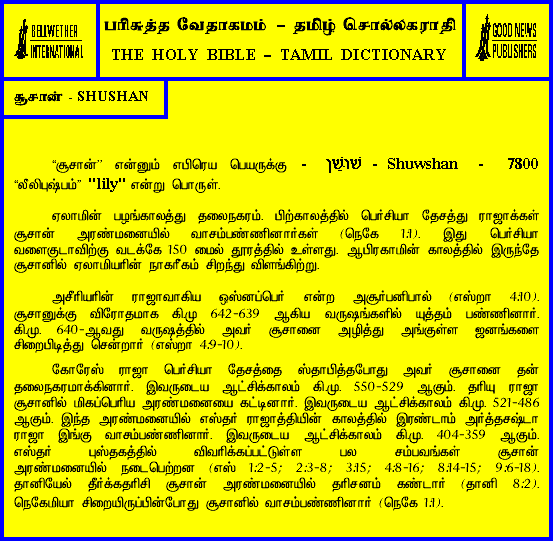 BELLWETHER
INTERNATIONAL
பரிசுத்த வேதாகமம் – தமிழ் சொல்லகராதி
THE HOLY BIBLE – TAMIL DICTIONARY
GOOD NEWS
PUBLISHERS
சூசான் - SHUSHAN
“சூசான்” என்னும் எபிரெய பெயருக்கு - שׁוּשַׁן - Shuwshan - 7800
“லீலிபுஷ்பம்” "lily" என்று பொருள்.
ஏலாமின் பழங்காலத்து தலைநகரம். பிற்காலத்தில் பெர்சியா தேசத்து ராஜாக்கள்
சூசான் அரண்மனையில் வாசம்பண்ணினார்கள் (நெகே 1:1). இது பெர்சியா
வளைகுடாவிற்கு வடக்கே 150 மைல் தூரத்தில் உள்ளது. ஆபிரகாமின் காலத்தில் இருந்தே
சூசானில் ஏலாமியரின் நாகரீகம் சிறந்து விளங்கிற்று.
அசீரியரின் ராஜாவாகிய ஒஸ்னப்பெர் என்ற அசூர்பனிபால் (எஸ்றா 4:10).
சூசானுக்கு விரோதமாக கி.மு 642-639 ஆகிய வருஷங்களில் யுத்தம் பண்ணினார்.
கி.மு. 640-ஆவது வருஷத்தில் அவர் சூசானை அழித்து அங்குள்ள ஜனங்களை
சிறைபிடித்து சென்றார் (எஸ்றா 4:9-10).
கோரேஸ் ராஜா பெர்சியா தேசத்தை ஸ்தாபித்தபோது அவர் சூசானை தன்
தலைநகரமாக்கினார். இவருடைய ஆட்சிக்காலம் கி.மு. 550-529 ஆகும். தரியு ராஜா
சூசானில் மிகப்பெரிய அரண்மனையை கட்டினார். இவருடைய ஆட்சிக்காலம் கி.மு. 521-486
ஆகும். இந்த அரண்மனையில் எஸ்தர் ராஜாத்தியின் காலத்தில் இரண்டாம் அர்த்தசஷ்டா
ராஜா இங்கு வாசம்பண்ணினார். இவருடைய ஆட்சிக்காலம் கி.மு. 404-359 ஆகும்.
எஸ்தர் புஸ்தகத்தில் விவரிக்கப்பட்டுள்ள பல சம்பவங்கள் சூசான்
அரண்மனையில் நடைபெற்றன (எஸ் 1:2-5; 2:3-8; 3:15; 4:8-16; 8:14-15; 9:6-18).
தானியேல் தீர்க்கதரிசி சூசான் அரண்மனையில் தரிசனம் கண்டார் (தானி 8:2).
நெகேமியா சிறையிருப்பின்போது சூசானில் வாசம்பண்ணினார் (நெகே 1:1).